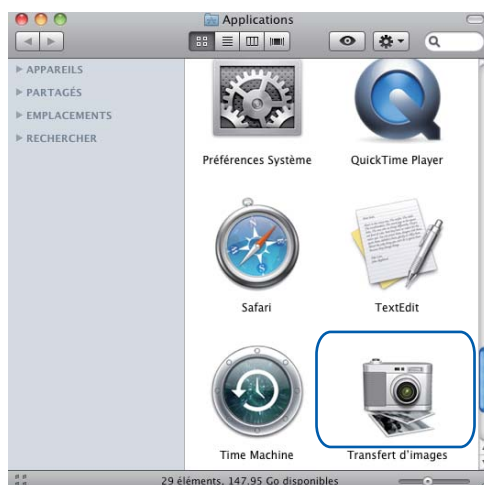 Applications
APPAREILS
PARTAGÉS
EMPLACEMENTS
RECHERCHER
Préférences Système
QuickTime Player
Safari
TextEdit
Time Machine
Transfert d'images
29 éléments, 147,95 Go disponibles